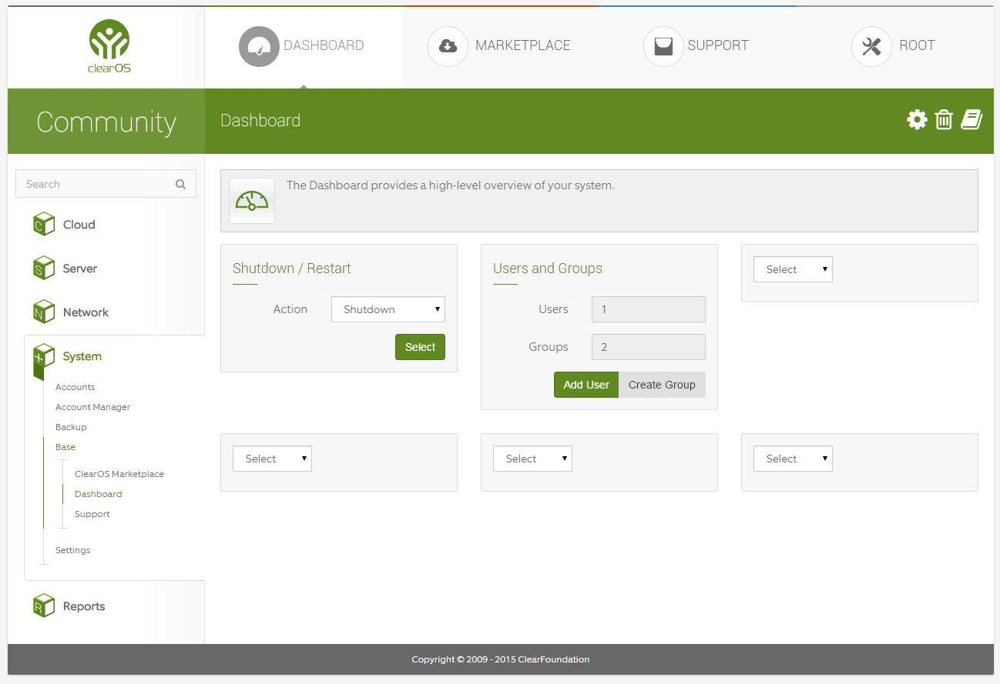 clearOS
DASHBOARD
MARKETPLACE
SUPPORT
ROOT
Community
Dashboard
Search
Cloud
C
Server
S
Network
N
System
Accounts
Account Manager
Backup
Base
ClearOS Marketplace
Dashboard
Support
Settings
Reports
R
The Dashboard provides a high-level overview of your system.
Shutdown / Restart
Action
Shutdown
Select
Users and Groups
Users
1
Groups
2
Add User
Create Group
Select
Select
Select
Select
Copyright © 2009 - 2015 ClearFoundation